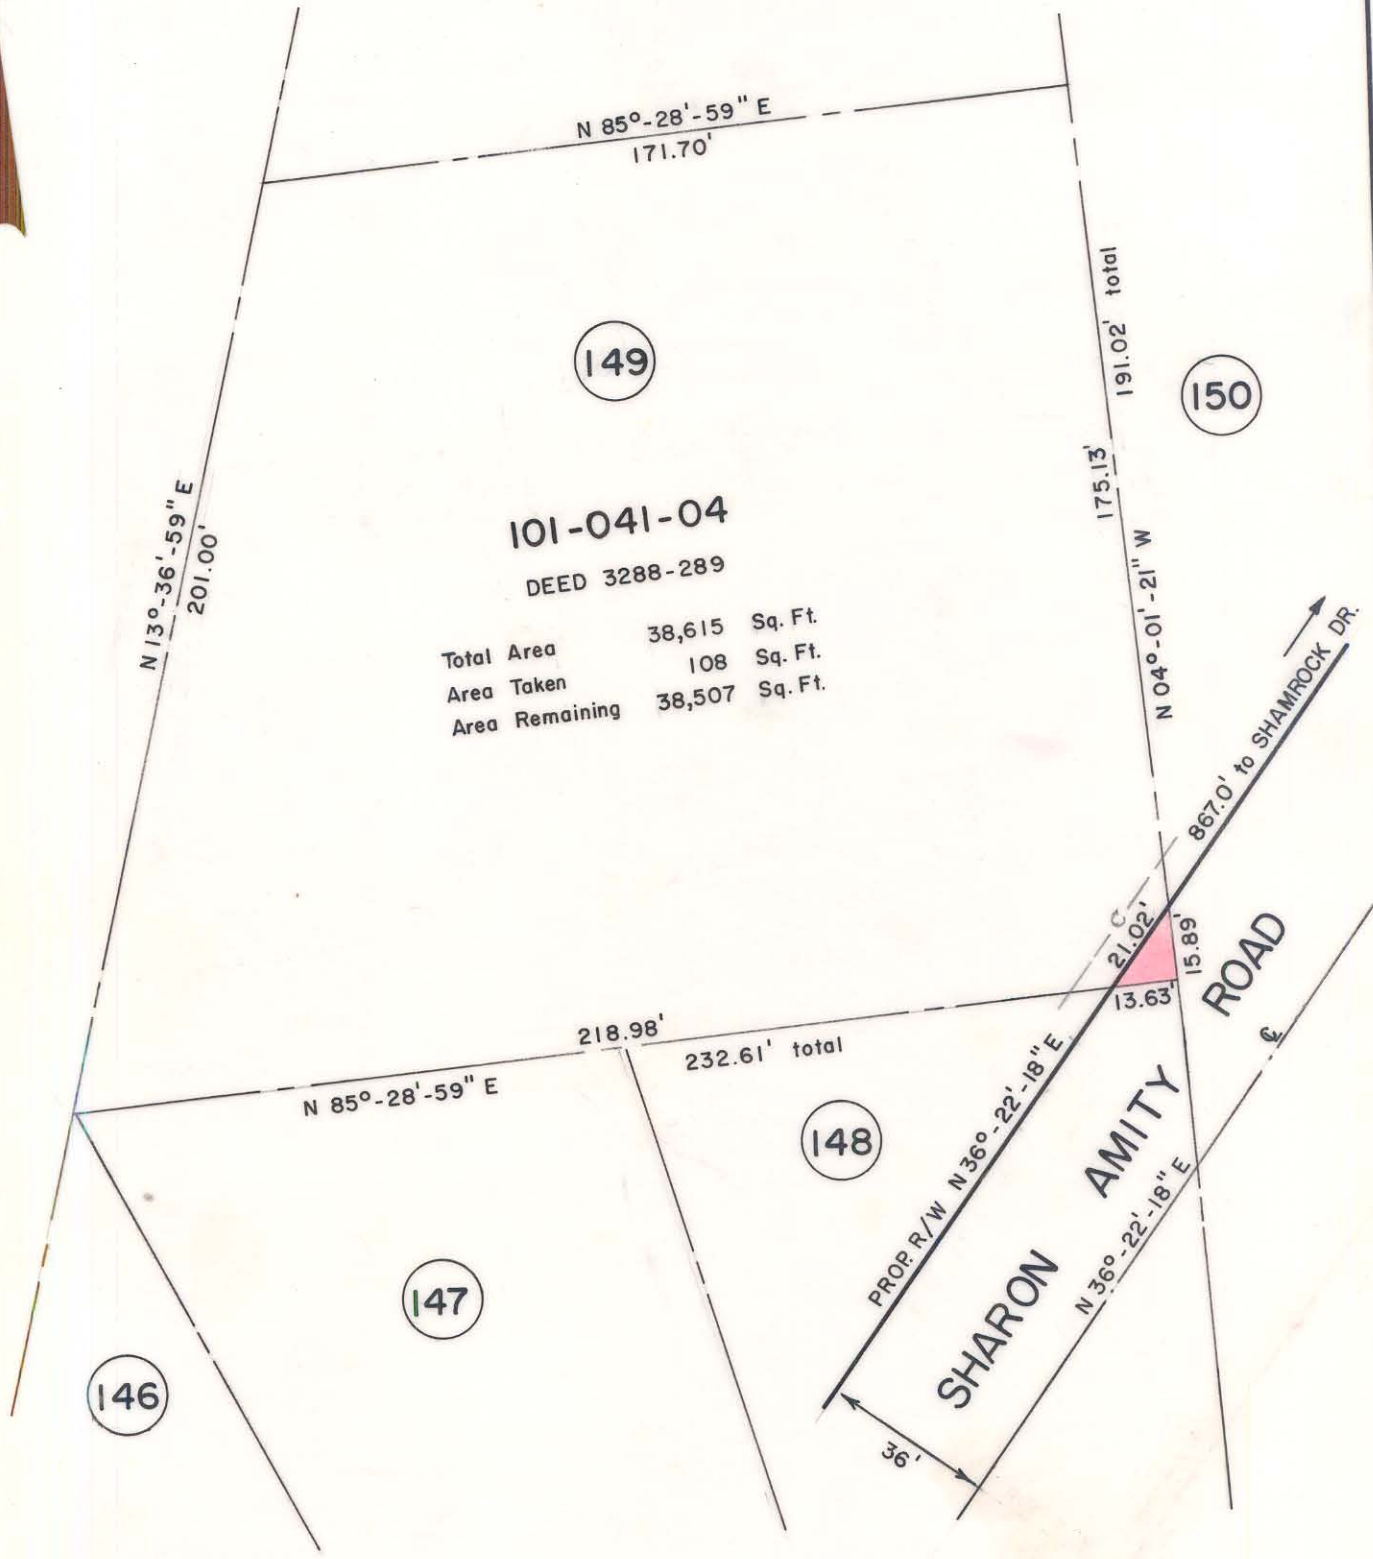 N 85°-28'-59" E
171.70'
191.02' total
149
150
175.13'
N 13°-36'-59" E
201.00'
101-041-04
DEED 3288-289
N 04°-01'-21" W
Total Area 38,615 Sq. Ft.
Area Taken 108 Sq. Ft.
Area Remaining 38,507 Sq. Ft.
867.0' to SHAMROCK DR.
C
21.02'
15.89'
13.63'
218.98'
232.61' total
N 85°-28'-59" E
148
PROP. R/W N 36°-22'-18" E
SHARON AMITY ROAD
℄
N 36°-22'-18" E
147
146
36'